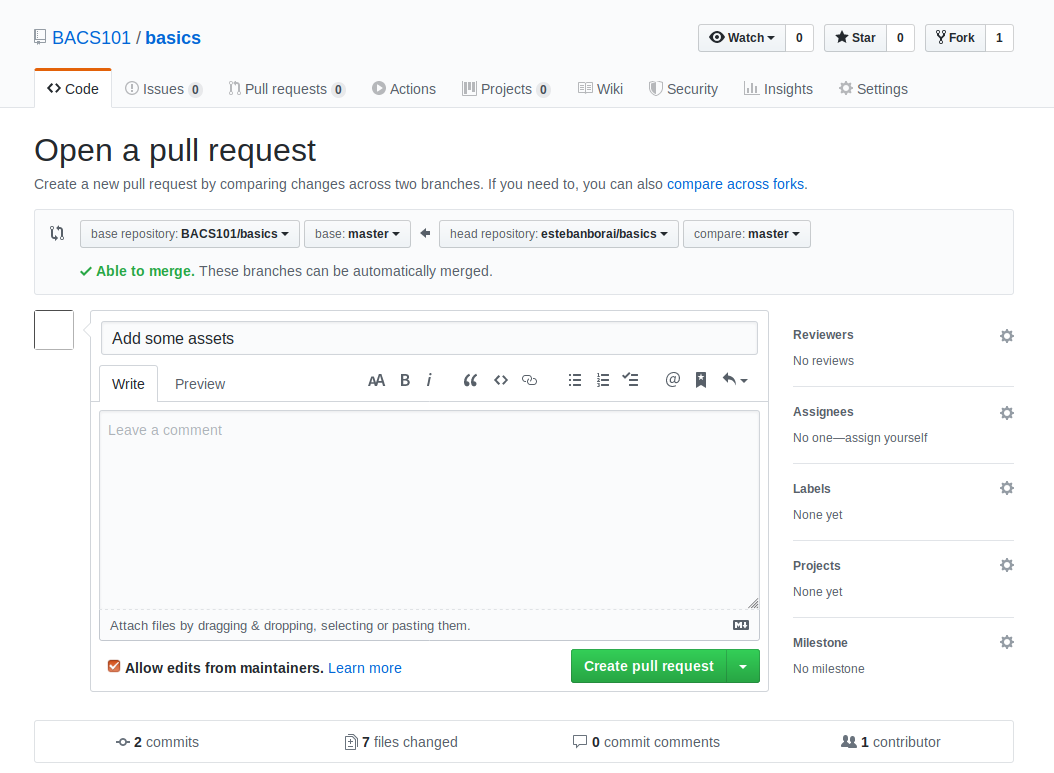 BACS101 / basics
Watch 0 Star 0 Fork 1
Code Issues 0 Pull requests 0 Actions Projects 0 Wiki Security Insights Settings
Open a pull request
Create a new pull request by comparing changes across two branches. If you need to, you can also compare across forks.
base repository: BACS101/basics base: master head repository: estebanborai/basics compare: master
Able to merge. These branches can be automatically merged.
Add some assets
Write Preview AA B i @
Leave a comment
Attach files by dragging & dropping, selecting or pasting them.
Allow edits from maintainers. Learn more
Create pull request
Reviewers
No reviews
Assignees
No one—assign yourself
Labels
None yet
Projects
None yet
Milestone
No milestone
2 commits 7 files changed 0 commit comments 1 contributor